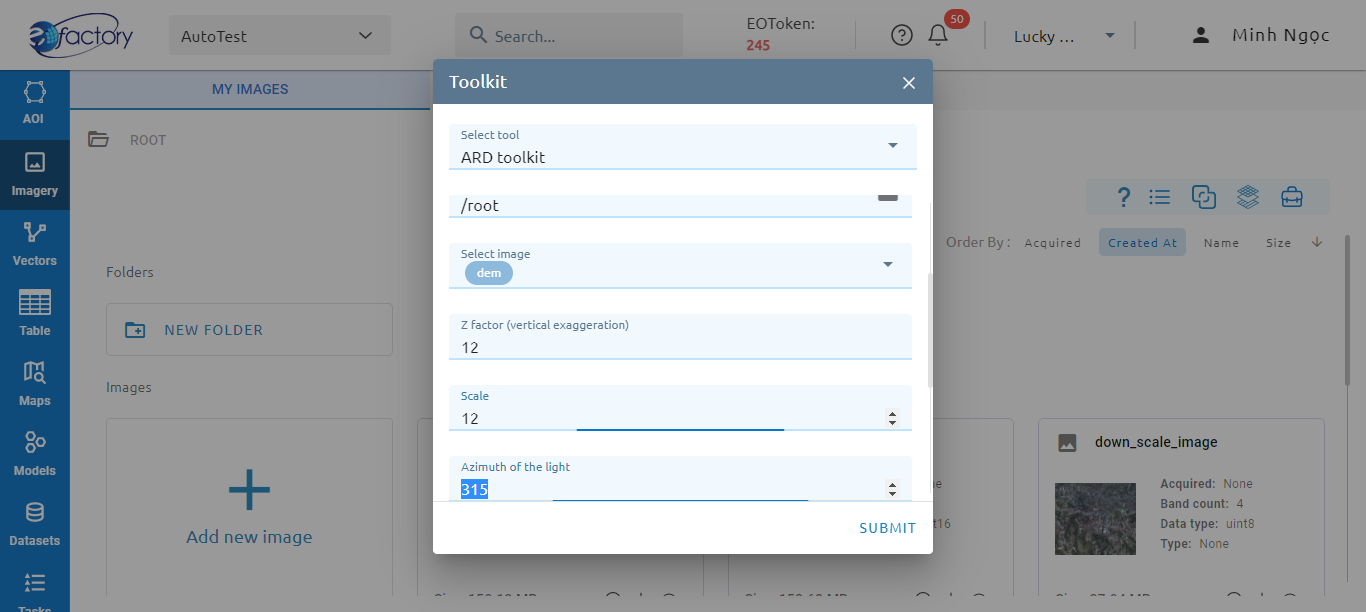 eofactory
AutoTest
Search...
EOToken:
245
50
Lucky ...
Minh Ngọc
AOI
Imagery
Vectors
Table
Maps
Models
Datasets
Tasks
MY IMAGES
ROOT
Order By :
Acquired
Created At
Name
Size
Folders
NEW FOLDER
Images
Add new image
Toolkit
Select tool
ARD toolkit
/root
Select image
dem
Z factor (vertical exaggeration)
12
Scale
12
Azimuth of the light
315
SUBMIT
down_scale_image
Acquired: None
Band count: 4
Data type: uint8
Type: None